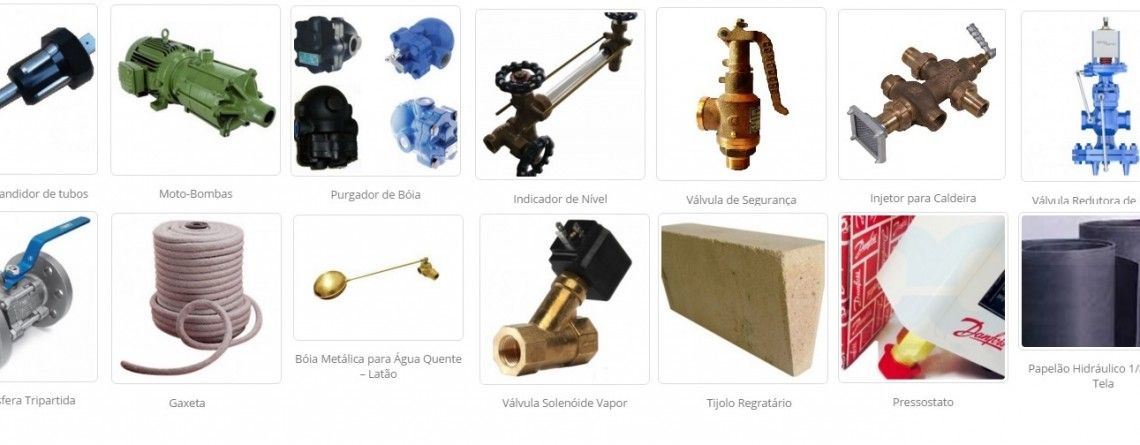 andidor de tubos
Moto-Bombas
Purgador de Bóia
Indicador de Nível
Válvula de Segurança
Injetor para Caldeira
Válvula Redutora de
sfera Tripartida
Gaxeta
Bóia Metálica para Água Quente
– Latão
Válvula Solenóide Vapor
Tijolo Regratário
Danfoss
Pressostato
Papelão Hidráulico 1/
Tela